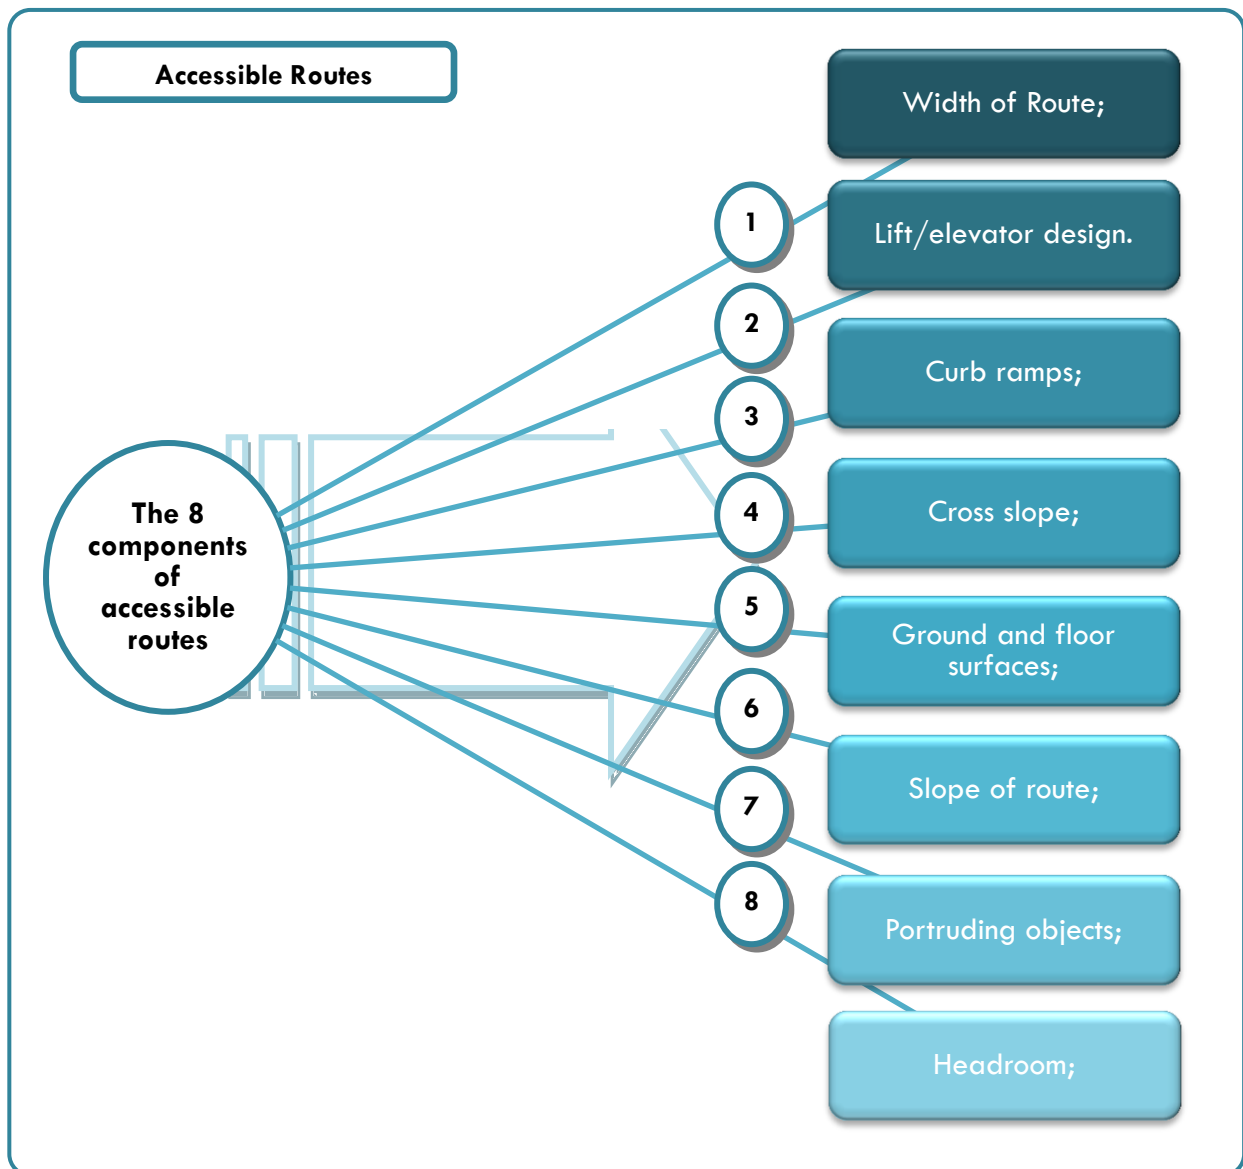 Accessible Routes
Width of Route;
1
Lift/elevator design.
2
Curb ramps;
3
Cross slope;
4
The 8
components
of
accessible
routes
5
Ground and floor
surfaces;
6
Slope of route;
7
Portruding objects;
8
Headroom;